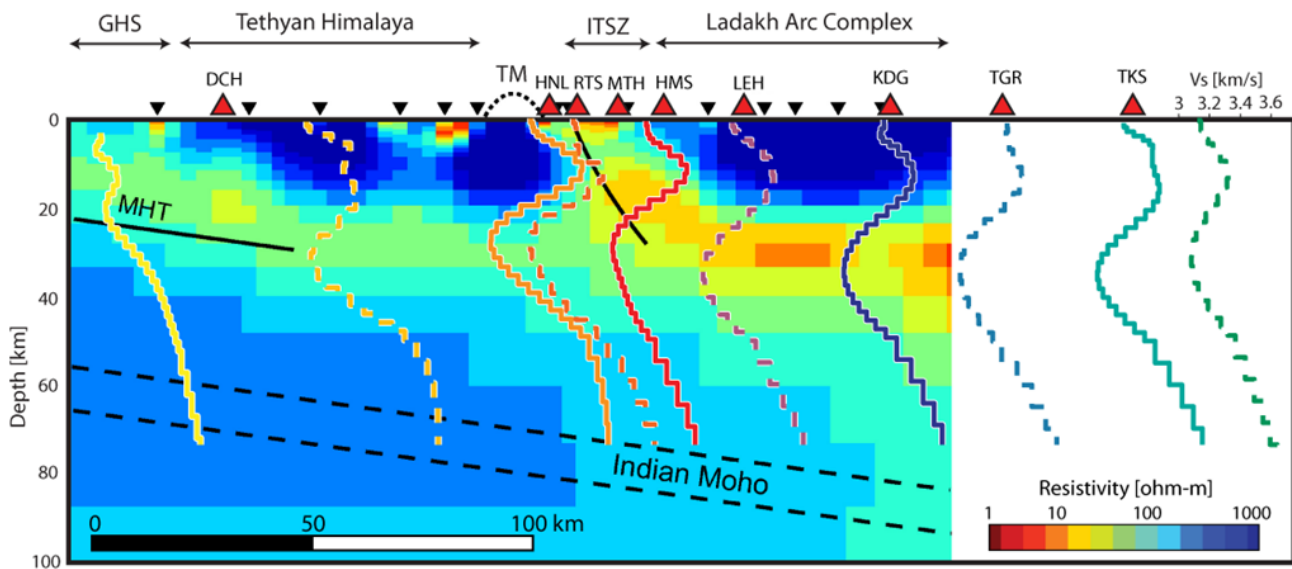 GHS Tethyan Himalaya ITSZ Ladakh Arc Complex
DCH TM HNL RTS MTH HMS LEH KDG TGR TKS Vs [km/s]
3 3.2 3.4 3.6
0
20
40
60
80
100
Depth [km]
MHT
Indian Moho
0 50 100 km
Resistivity [ohm-m]
1 10 100 1000